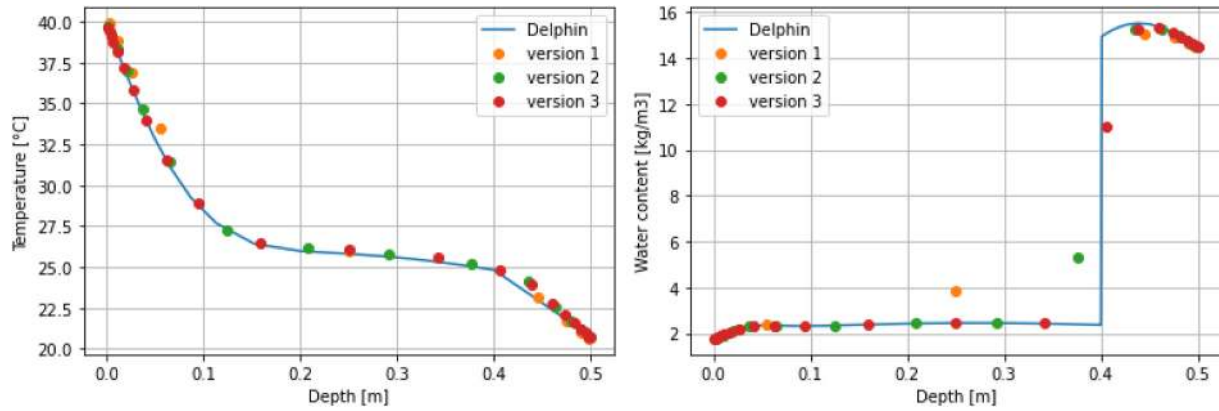 40.0
37.5
35.0
32.5
30.0
27.5
25.0
22.5
20.0
Temperature [°C]
0.0 0.1 0.2 0.3 0.4 0.5
Depth [m]
Delphin
version 1
version 2
version 3
16
14
12
10
8
6
4
2
Water content [kg/m3]
0.0 0.1 0.2 0.3 0.4 0.5
Depth [m]
Delphin
version 1
version 2
version 3